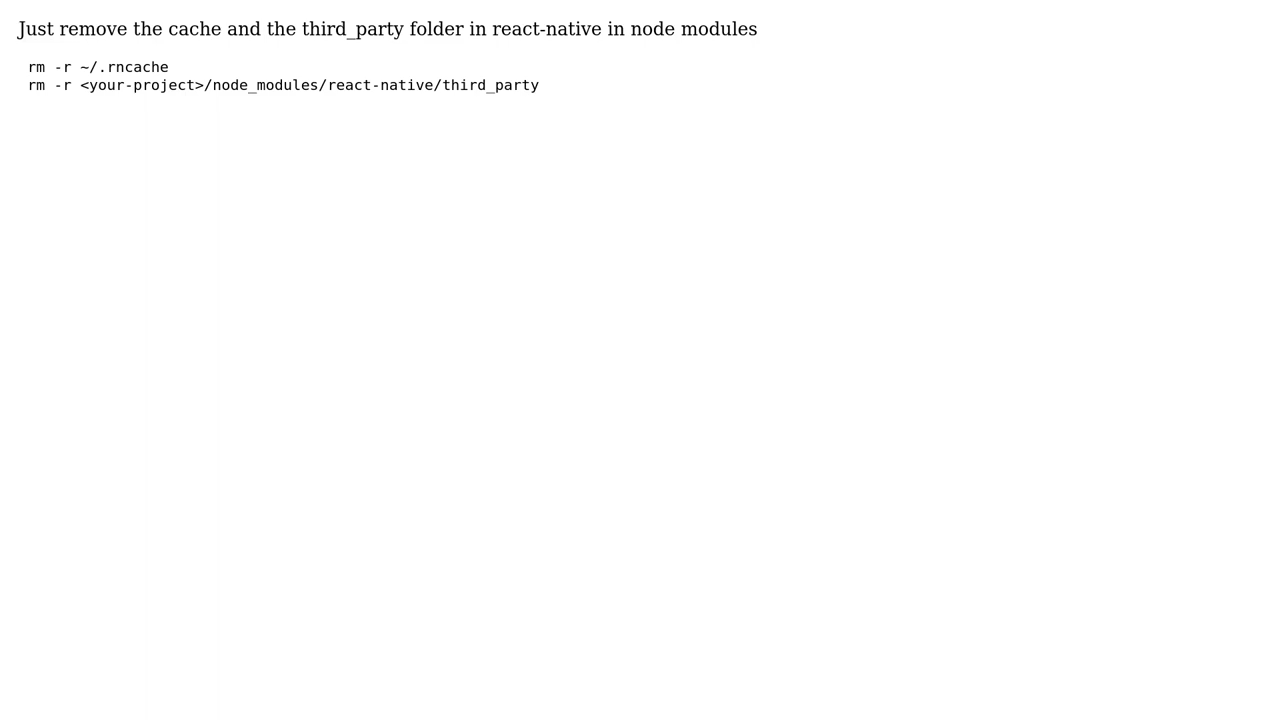 Just remove the cache and the third_party folder in react-native in node modules
rm -r ~/.rncache
rm -r <your-project>/node_modules/react-native/third_party